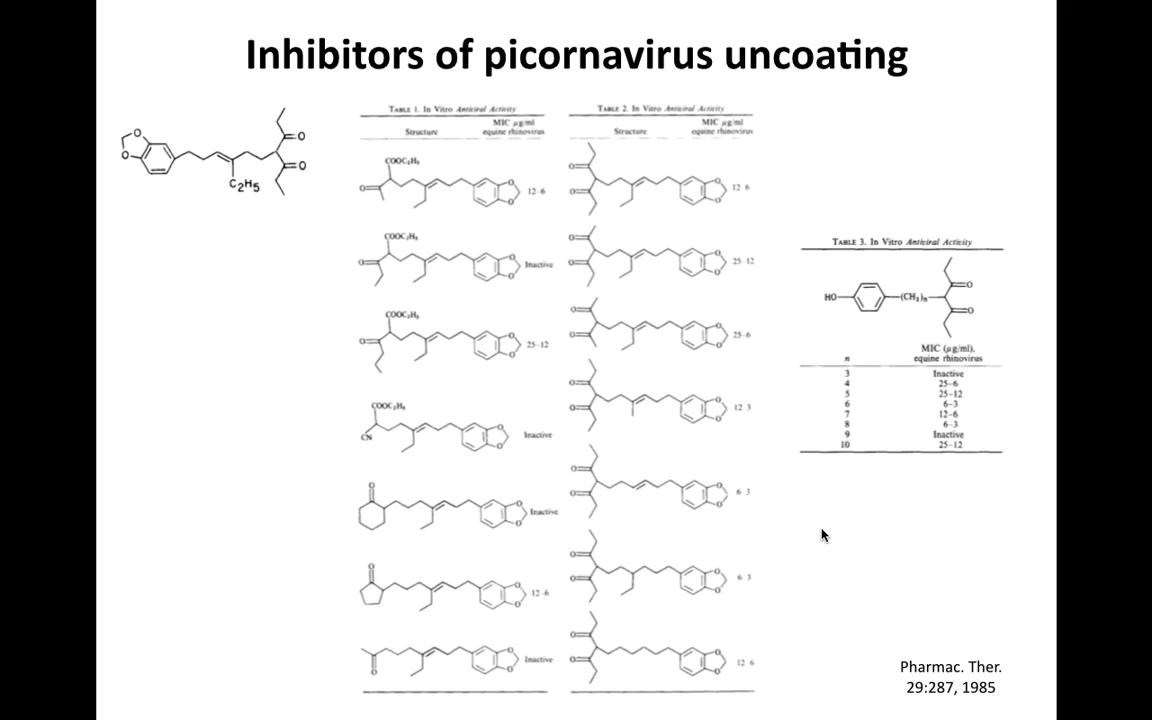 Inhibitors of picornavirus uncoating
O
O
O
O
C2H5
TABLE 1. In Vitro Antiviral Activity
Structure
MIC µg/ml
equine rhinovirus
COOC2H5
O
O
O
12-6
COOC2H5
O
O
O
Inactive
COOC2H5
O
O
O
25-12
COOC2H5
CN
O
O
Inactive
O
O
O
Inactive
O
O
O
12-6
O
O
O
Inactive
TABLE 2. In Vitro Antiviral Activity
Structure
MIC µg/ml
equine rhinovirus
O
O
O
O
12 6
O
O
O
O
25-12
O
O
O
O
25-6
O
O
O
O
12 3
O
O
O
O
6 3
O
O
O
O
6 3
O
O
O
O
12 6
TABLE 3. In Vitro Antiviral Activity
HO
(CH2)n
O
O
n
MIC (µg/ml),
equine rhinovirus
3 Inactive
4 25-6
5 25-12
6 6-3
7 12-6
8 6-3
9 Inactive
10 25-12
Pharmac. Ther.
29:287, 1985